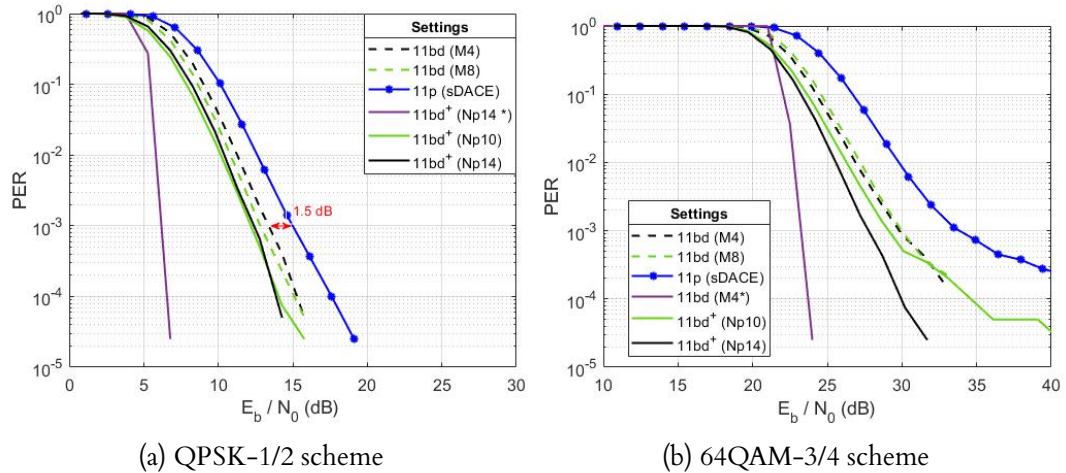 10^0
10^-1
10^-2
10^-3
10^-4
10^-5
PER
0 5 10 15 20 25 30
E_b / N_0 (dB)
Settings
11bd (M4)
11bd (M8)
11p (sDACE)
11bd^+ (Np14 *)
11bd^+ (Np10)
11bd^+ (Np14)
1.5 dB
(a) QPSK-1/2 scheme
10^0
10^-1
10^-2
10^-3
10^-4
10^-5
PER
10 15 20 25 30 35 40
E_b / N_0 (dB)
Settings
11bd (M4)
11bd (M8)
11p (sDACE)
11bd (M4*)
11bd^+ (Np10)
11bd^+ (Np14)
(b) 64QAM-3/4 scheme